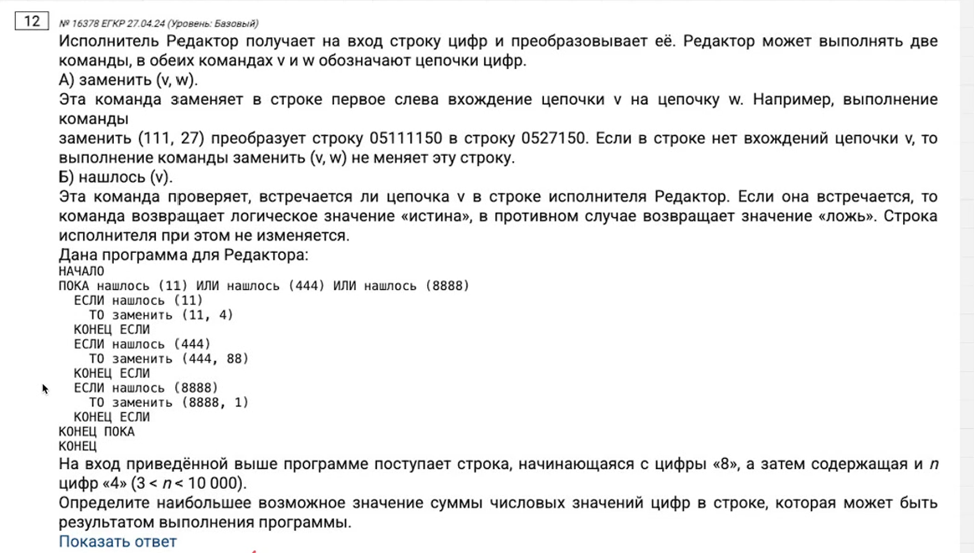 12
№ 16378 ЕГКР 27.04.24 (Уровень: Базовый)
Исполнитель Редактор получает на вход строку цифр и преобразовывает её. Редактор может выполнять две
команды, в обеих командах v и w обозначают цепочки цифр.
А) заменить (v, w).
Эта команда заменяет в строке первое слева вхождение цепочки v на цепочку w. Например, выполнение
команды
заменить (111, 27) преобразует строку 05111150 в строку 0527150. Если в строке нет вхождений цепочки v, то
выполнение команды заменить (v, w) не меняет эту строку.
Б) нашлось (v).
Эта команда проверяет, встречается ли цепочка v в строке исполнителя Редактор. Если она встречается, то
команда возвращает логическое значение «истина», в противном случае возвращает значение «ложь». Строка
исполнителя при этом не изменяется.
Дана программа для Редактора:
НАЧАЛО
ПОКА нашлось (11) ИЛИ нашлось (444) ИЛИ нашлось (8888)
ЕСЛИ нашлось (11)
ТО заменить (11, 4)
КОНЕЦ ЕСЛИ
ЕСЛИ нашлось (444)
ТО заменить (444, 88)
КОНЕЦ ЕСЛИ
ЕСЛИ нашлось (8888)
ТО заменить (8888, 1)
КОНЕЦ ЕСЛИ
КОНЕЦ ПОКА
КОНЕЦ
На вход приведённой выше программе поступает строка, начинающаяся с цифры «8», а затем содержащая и n
цифр «4» (3 < n < 10 000).
Определите наибольшее возможное значение суммы числовых значений цифр в строке, которая может быть
результатом выполнения программы.
Показать ответ